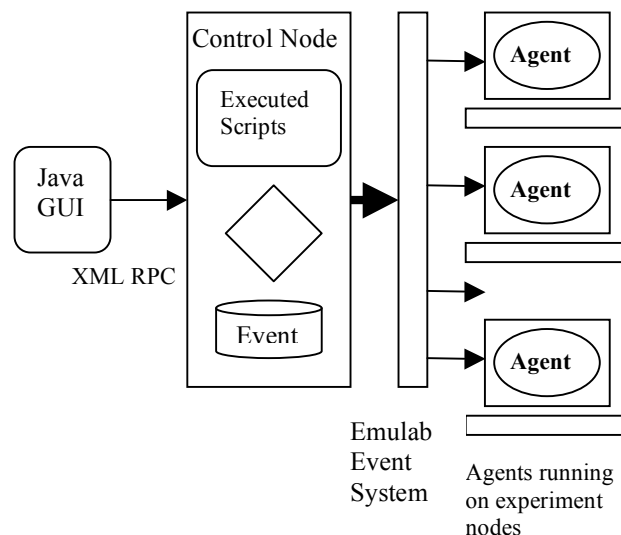 Control Node
Executed
Scripts
Event
Java
GUI
XML RPC
Agent
Agent
Agent
Emulab
Event
System
Agents running
on experiment
nodes